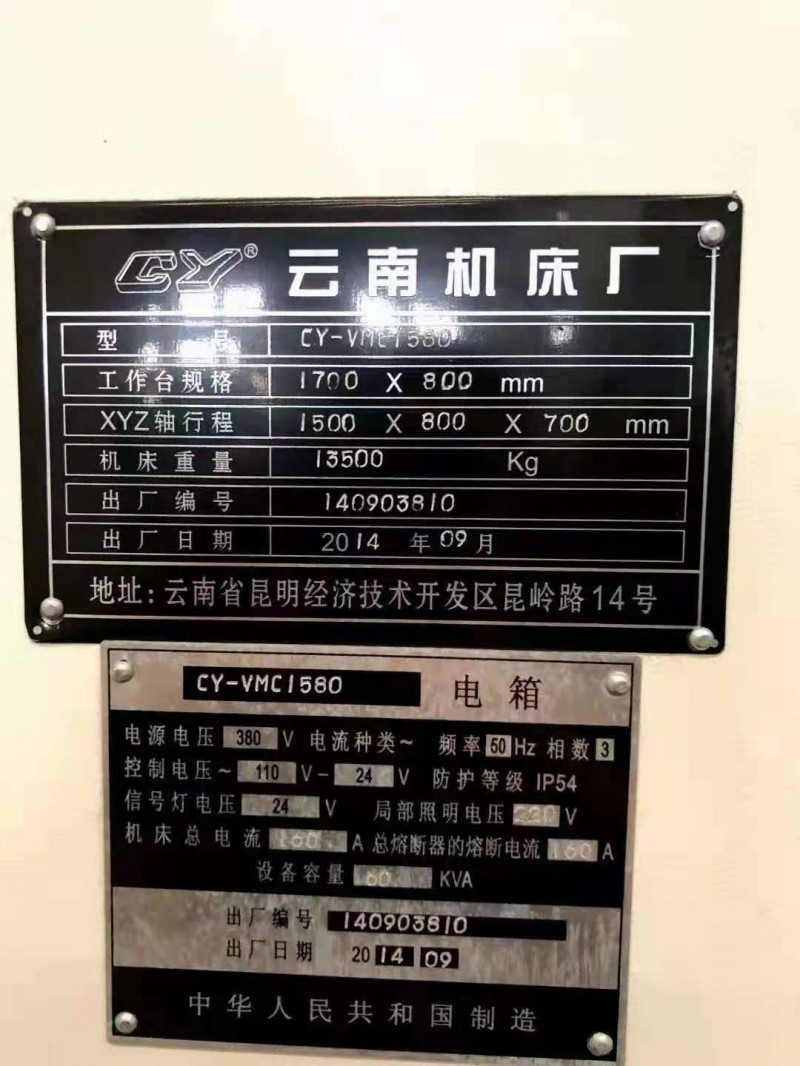 CY® 云南机床厂
型号 CY-VMC1580
工作台规格 1700 X 800 mm
XYZ轴行程 1500 X 800 X 700 mm
机床重量 13500 Kg
出厂编号 140903810
出厂日期 2014 年 09 月
地址:云南省昆明经济技术开发区昆岭路14号
CY-VMC1580 电箱
电源电压 380 V 电流种类~ 频率 50 Hz 相数 3
控制电压~ 110 V- 24 V 防护等级 IP54
信号灯电压 24 V 局部照明电压 220 V
机床总电流 160 A 总熔断器的熔断电流 160 A
设备容量 60 KVA
出厂编号 140903810
出厂日期 20 14 09
中华人民共和国制造